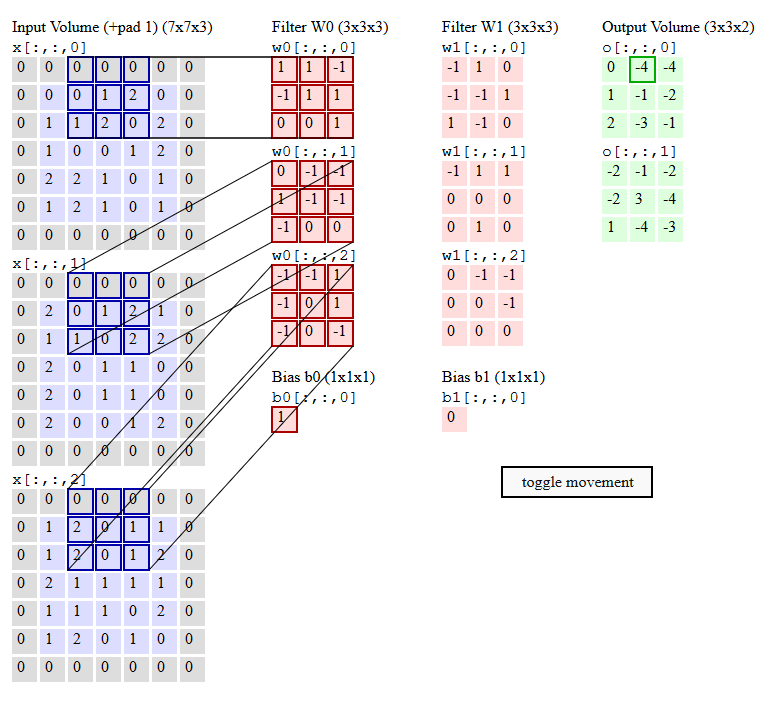 Input Volume (+pad 1) (7x7x3)
x[:,:,0]
0 0 0 0 0 0 0
0 0 0 1 2 0 0
0 1 1 2 0 2 0
0 1 0 0 1 2 0
0 2 2 1 0 1 0
0 1 2 1 0 1 0
0 0 0 0 0 0 0
x[:,:,1]
0 0 0 0 0 0 0
0 2 0 1 2 1 0
0 1 1 0 2 2 0
0 2 0 1 1 0 0
0 2 0 1 1 0 0
0 2 0 0 1 2 0
0 0 0 0 0 0 0
x[:,:,2]
0 0 0 0 0 0 0
0 1 2 0 1 1 0
0 1 2 0 1 2 0
0 2 1 1 1 1 0
0 1 1 1 0 2 0
0 1 2 0 1 0 0
0 0 0 0 0 0 0
Filter W0 (3x3x3)
w0[:,:,0]
1 1 -1
-1 1 1
0 0 1
w0[:,:,1]
0 -1 -1
1 -1 -1
-1 0 0
w0[:,:,2]
-1 -1 1
-1 0 1
-1 0 -1
Bias b0 (1x1x1)
b0[:,:,0]
1
Filter W1 (3x3x3)
w1[:,:,0]
-1 1 0
-1 -1 1
1 -1 0
w1[:,:,1]
-1 1 1
0 0 0
0 1 0
w1[:,:,2]
0 -1 -1
0 0 -1
0 0 0
Bias b1 (1x1x1)
b1[:,:,0]
0
Output Volume (3x3x2)
o[:,:,0]
0 -4 -4
1 -1 -2
2 -3 -1
o[:,:,1]
-2 -1 -2
-2 3 -4
1 -4 -3
toggle movement